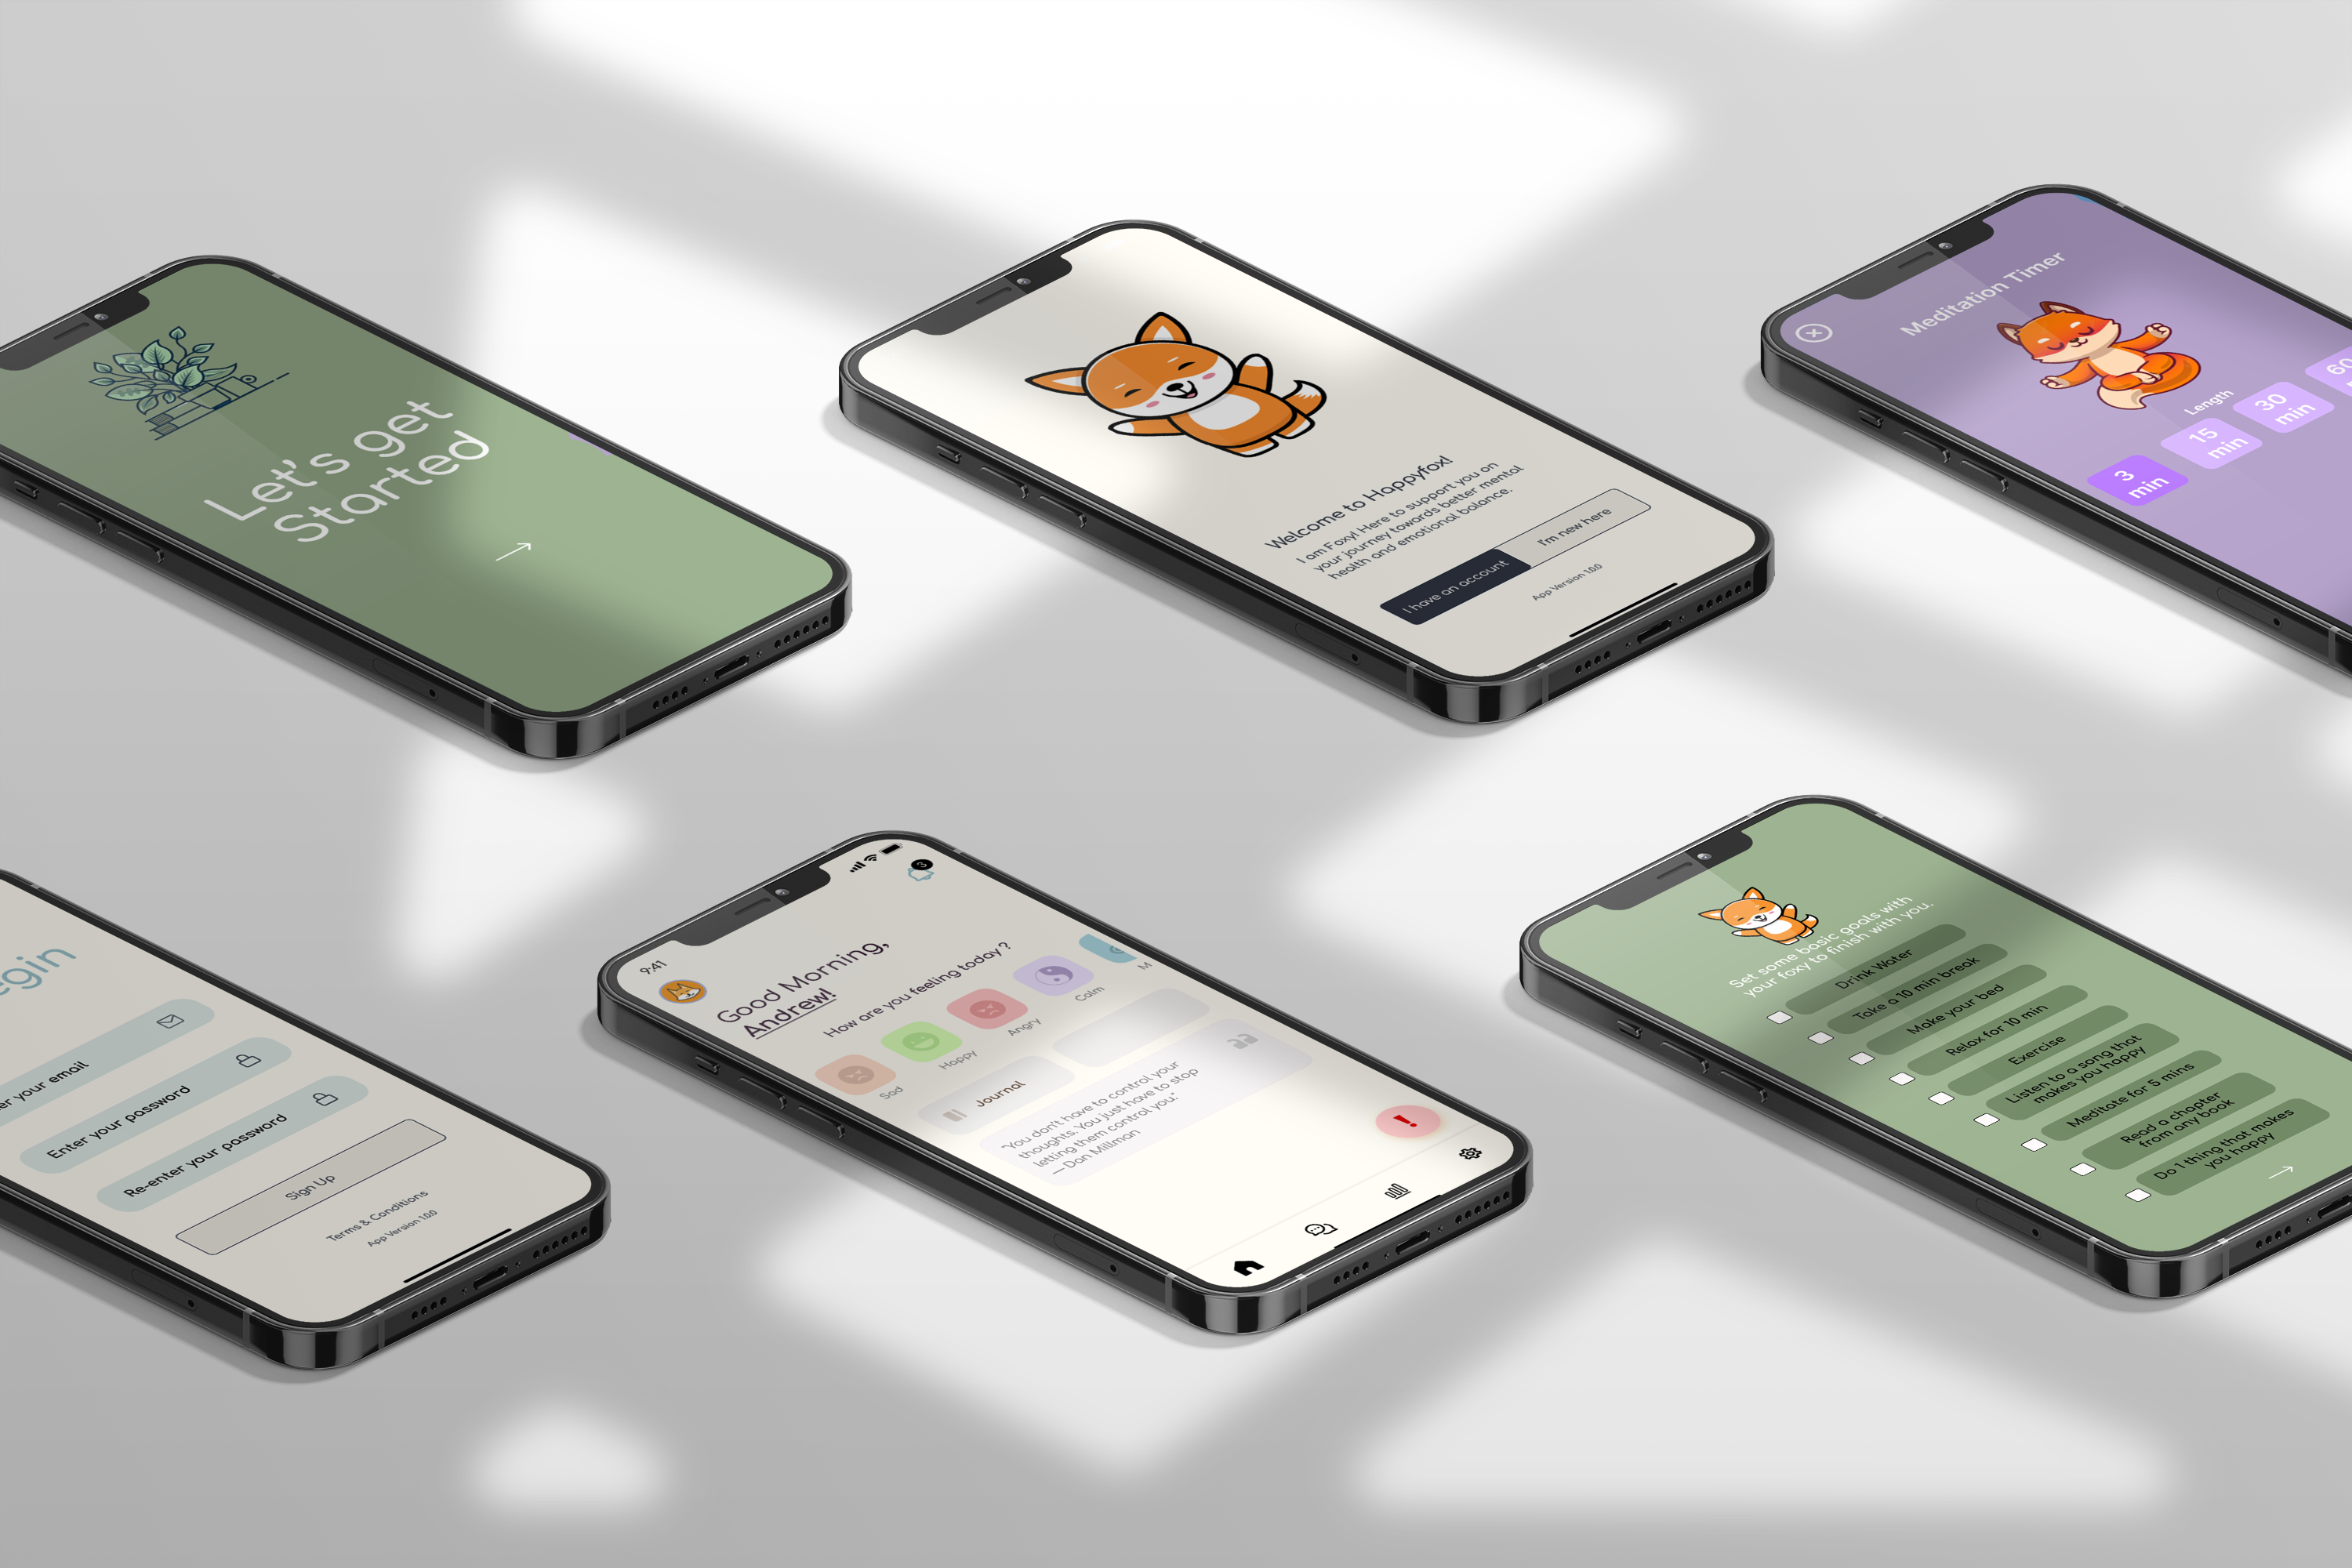 Let's get
Started
Welcome to Happyfox!
I am Foxy! Here to support you on
your journey towards better mental
health and emotional balance.
I have an account
I'm new here
App Version 1.0.0
Meditation Timer
Length
3
min
15
min
30
min
60
egin
er your email
Enter your password
Re-enter your password
Sign Up
Terms & Conditions
App Version 1.0.0
9:41
3
Good Morning,
Andrew!
How are you feeling today ?
Sad
Happy
Angry
Calm
M
Journal
"You don't have to control your
thoughts. You just have to stop
letting them control you."
— Dan Millman
Set some basic goals with
your foxy to finish with you.
Drink Water
Take a 10 min break
Make your bed
Relax for 10 min
Exercise
Listen to a song that
makes you happy
Meditate for 5 mins
Read a chapter
from any book
Do 1 thing that makes
you happy